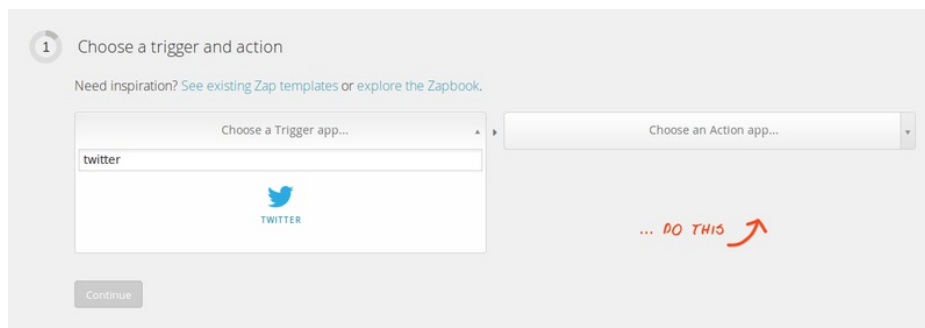 1 Choose a trigger and action
Need inspiration? See existing Zap templates or explore the Zapbook.
Choose a Trigger app...
Choose an Action app...
twitter
TWITTER
... DO THIS
Continue